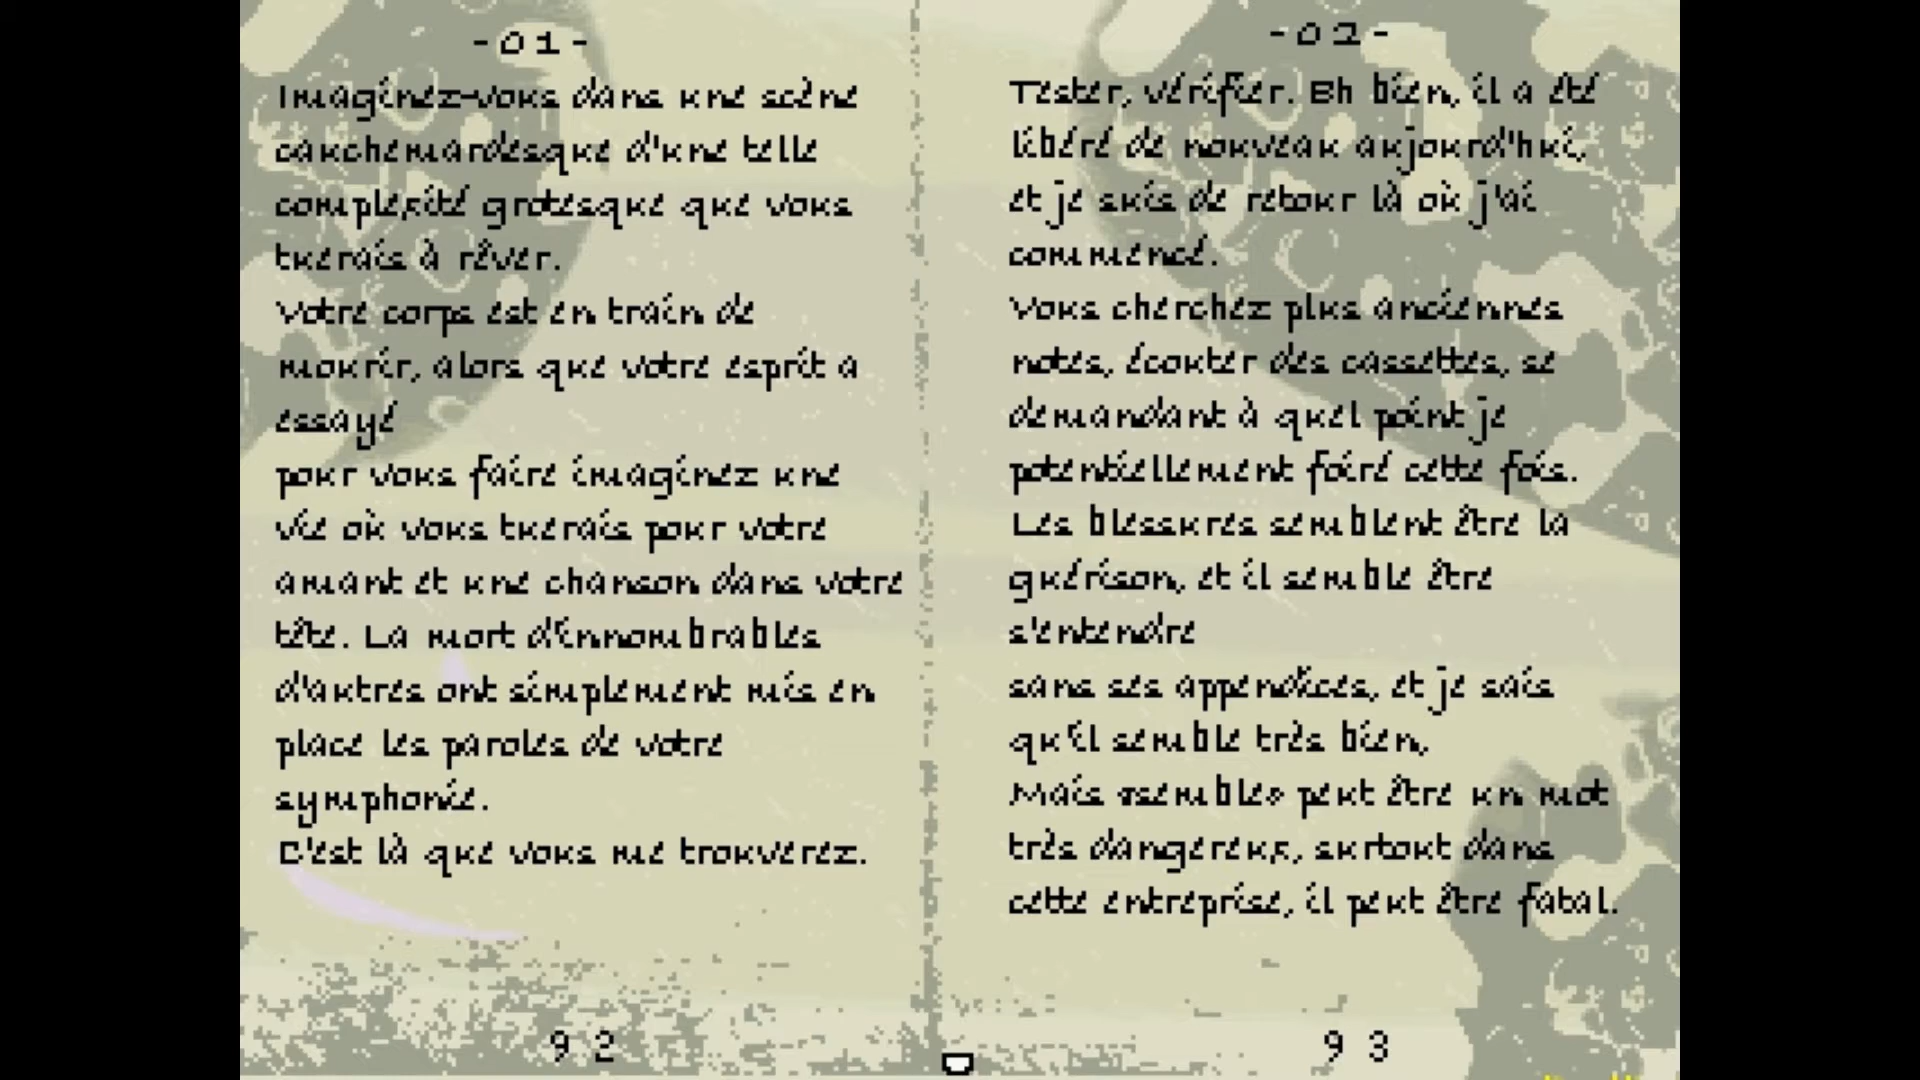 -01-
Imaginez-vous dans une scène
cauchemardesque d'une telle
complexité grotesque que vous
tuerais à rêver.
Votre corps est en train de
mourir, alors que votre esprit a
essayé
pour vous faire imaginez une
vie où vous tuerais pour votre
amant et une chanson dans votre
tête. La mort d'innombrables
d'autres ont simplement mis en
place les paroles de votre
symphonie.
C'est là que vous me trouverez.
92
-02-
Tester, vérifier. Eh bien, il a été
libéré de nouveau aujourd'hui,
et je suis de retour là où j'ai
commencé.
Vous cherchez plus anciennes
notes, écouter des cassettes, se
demandant à quel point je
potentiellement foiré cette fois.
Les blessures semblent être la
guérison, et il semble être
s'entendre
sans ses appendices, et je sais
qu'il semble très bien,
Mais «semble» peut être un mot
très dangereux, surtout dans
cette entreprise, il peut être fatal.
93